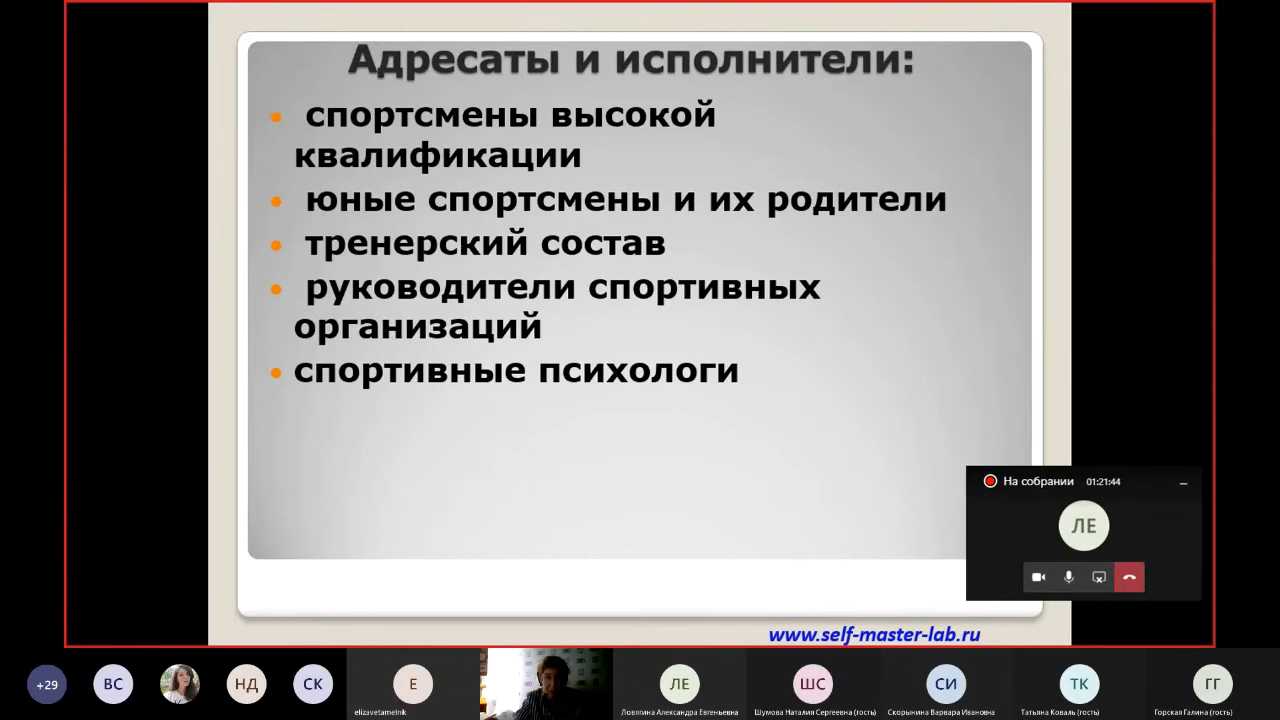 Адресаты и исполнители:
спортсмены высокой
квалификации
юные спортсмены и их родители
тренерский состав
руководители спортивных
организаций
спортивные психологи
На собрании 01:21:44
ЛЕ
www.self-master-lab.ru
+29
ВС
НД
СК
E
elizavetamelnik
ЛЕ
Ловягина Александра Евгеньевна
ШС
Шумова Наталия Сергеевна (гость)
СИ
Скорынина Варвара Ивановна
ТК
Татьяна Коваль (гость)
ГГ
Горская Галина (гость)